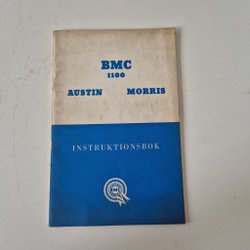 BMC
1100
AUSTIN MORRIS
INSTRUKTIONSBOK